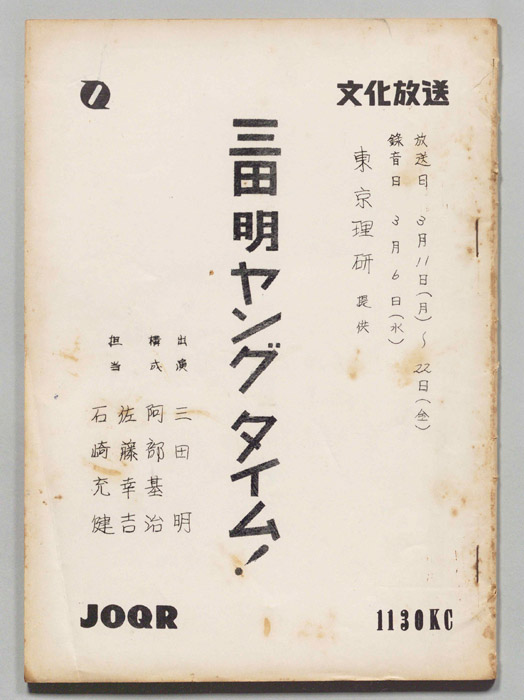 文化放送
放送日 3月11日(月)~22日(金)
錄音日 3月6日(水)
東京理研 提供
三田明ヤングタイム!
出演 三田 明
構成 阿部基治
佐藤幸吉
担当 石崎充健
JOQR
1130KC